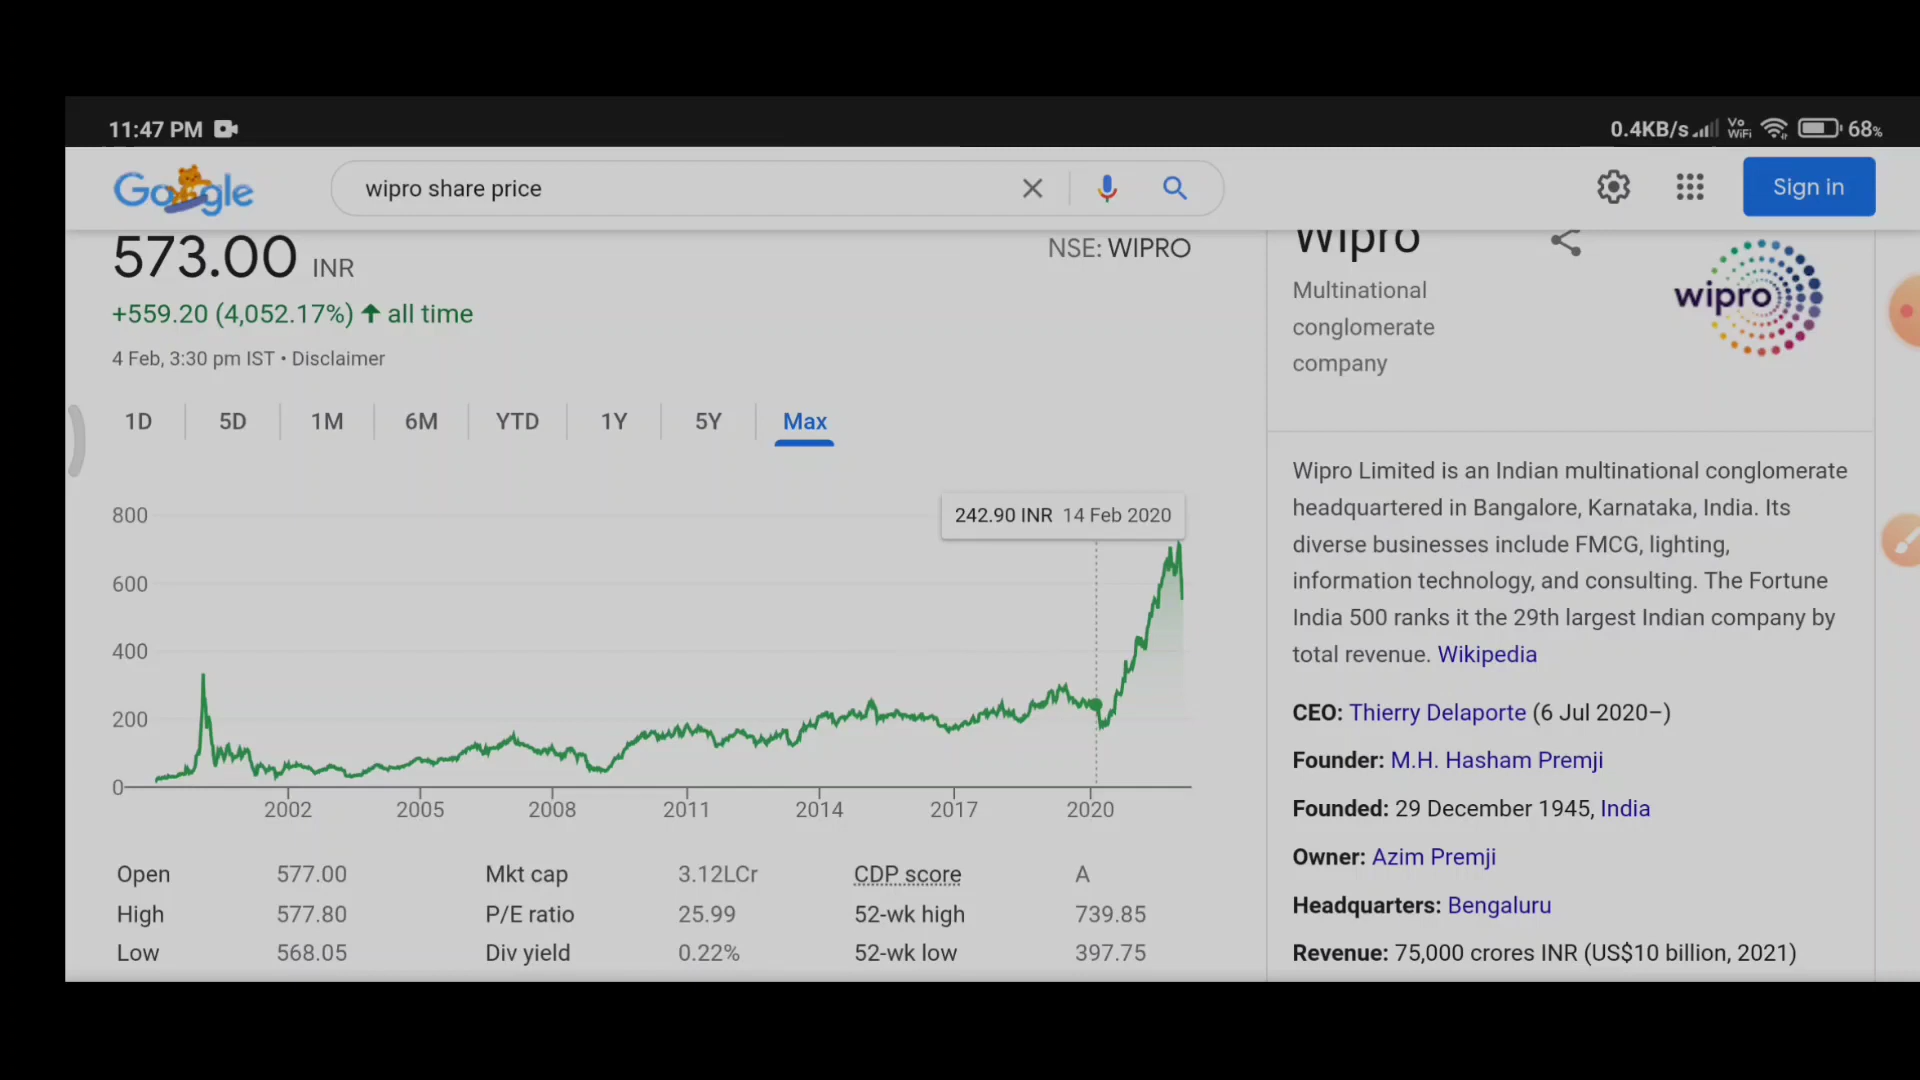 11:47 PM
0.4KB/s Vo WiFi 68%
Google
wipro share price
Sign in
573.00 INR
NSE: WIPRO
+559.20 (4,052.17%) ↑ all time
4 Feb, 3:30 pm IST • Disclaimer
1D 5D 1M 6M YTD 1Y 5Y Max
242.90 INR 14 Feb 2020
800
600
400
200
0
2002 2005 2008 2011 2014 2017 2020
Open 577.00 Mkt cap 3.12LCr CDP score A
High 577.80 P/E ratio 25.99 52-wk high 739.85
Low 568.05 Div yield 0.22% 52-wk low 397.75
Wipro
Multinational
conglomerate
company
wipro
Wipro Limited is an Indian multinational conglomerate
headquartered in Bangalore, Karnataka, India. Its
diverse businesses include FMCG, lighting,
information technology, and consulting. The Fortune
India 500 ranks it the 29th largest Indian company by
total revenue. Wikipedia
CEO: Thierry Delaporte (6 Jul 2020–)
Founder: M.H. Hasham Premji
Founded: 29 December 1945, India
Owner: Azim Premji
Headquarters: Bengaluru
Revenue: 75,000 crores INR (US$10 billion, 2021)